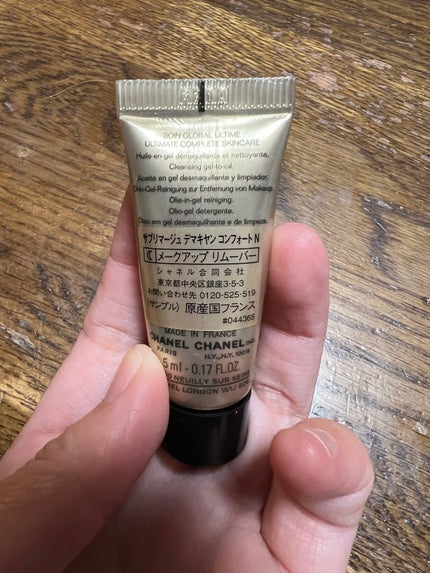 SOIN GLOBAL ULTIME
ULTIMATE COMPLETE SKINCARE
Huile-en-gel démaquillante et nettoyante.
Cleansing gel-to-oil.
Aceite en gel desmaquillante y limpiador.
Öl-in-Gel-Reinigung zur Entfernung von Makeup.
Olie-in-gel reiniging.
Olio-gel detergente.
Óleo em gel desmaquilhante e de limpeza.
サブリマージュ デマキヤン コンフォート N
メークアップ リムーバー
シャネル合同会社
東京都中央区銀座3-5-3
お問い合わせ先 0120-525-519
(サンプル) 原産国フランス
#044365
MADE IN FRANCE
CHANEL CHANEL INC.
PARIS N.Y., N.Y. 10019
5 ml - 0.17 FL.OZ.
NEUILLY SUR SEINE
LONDON W1J